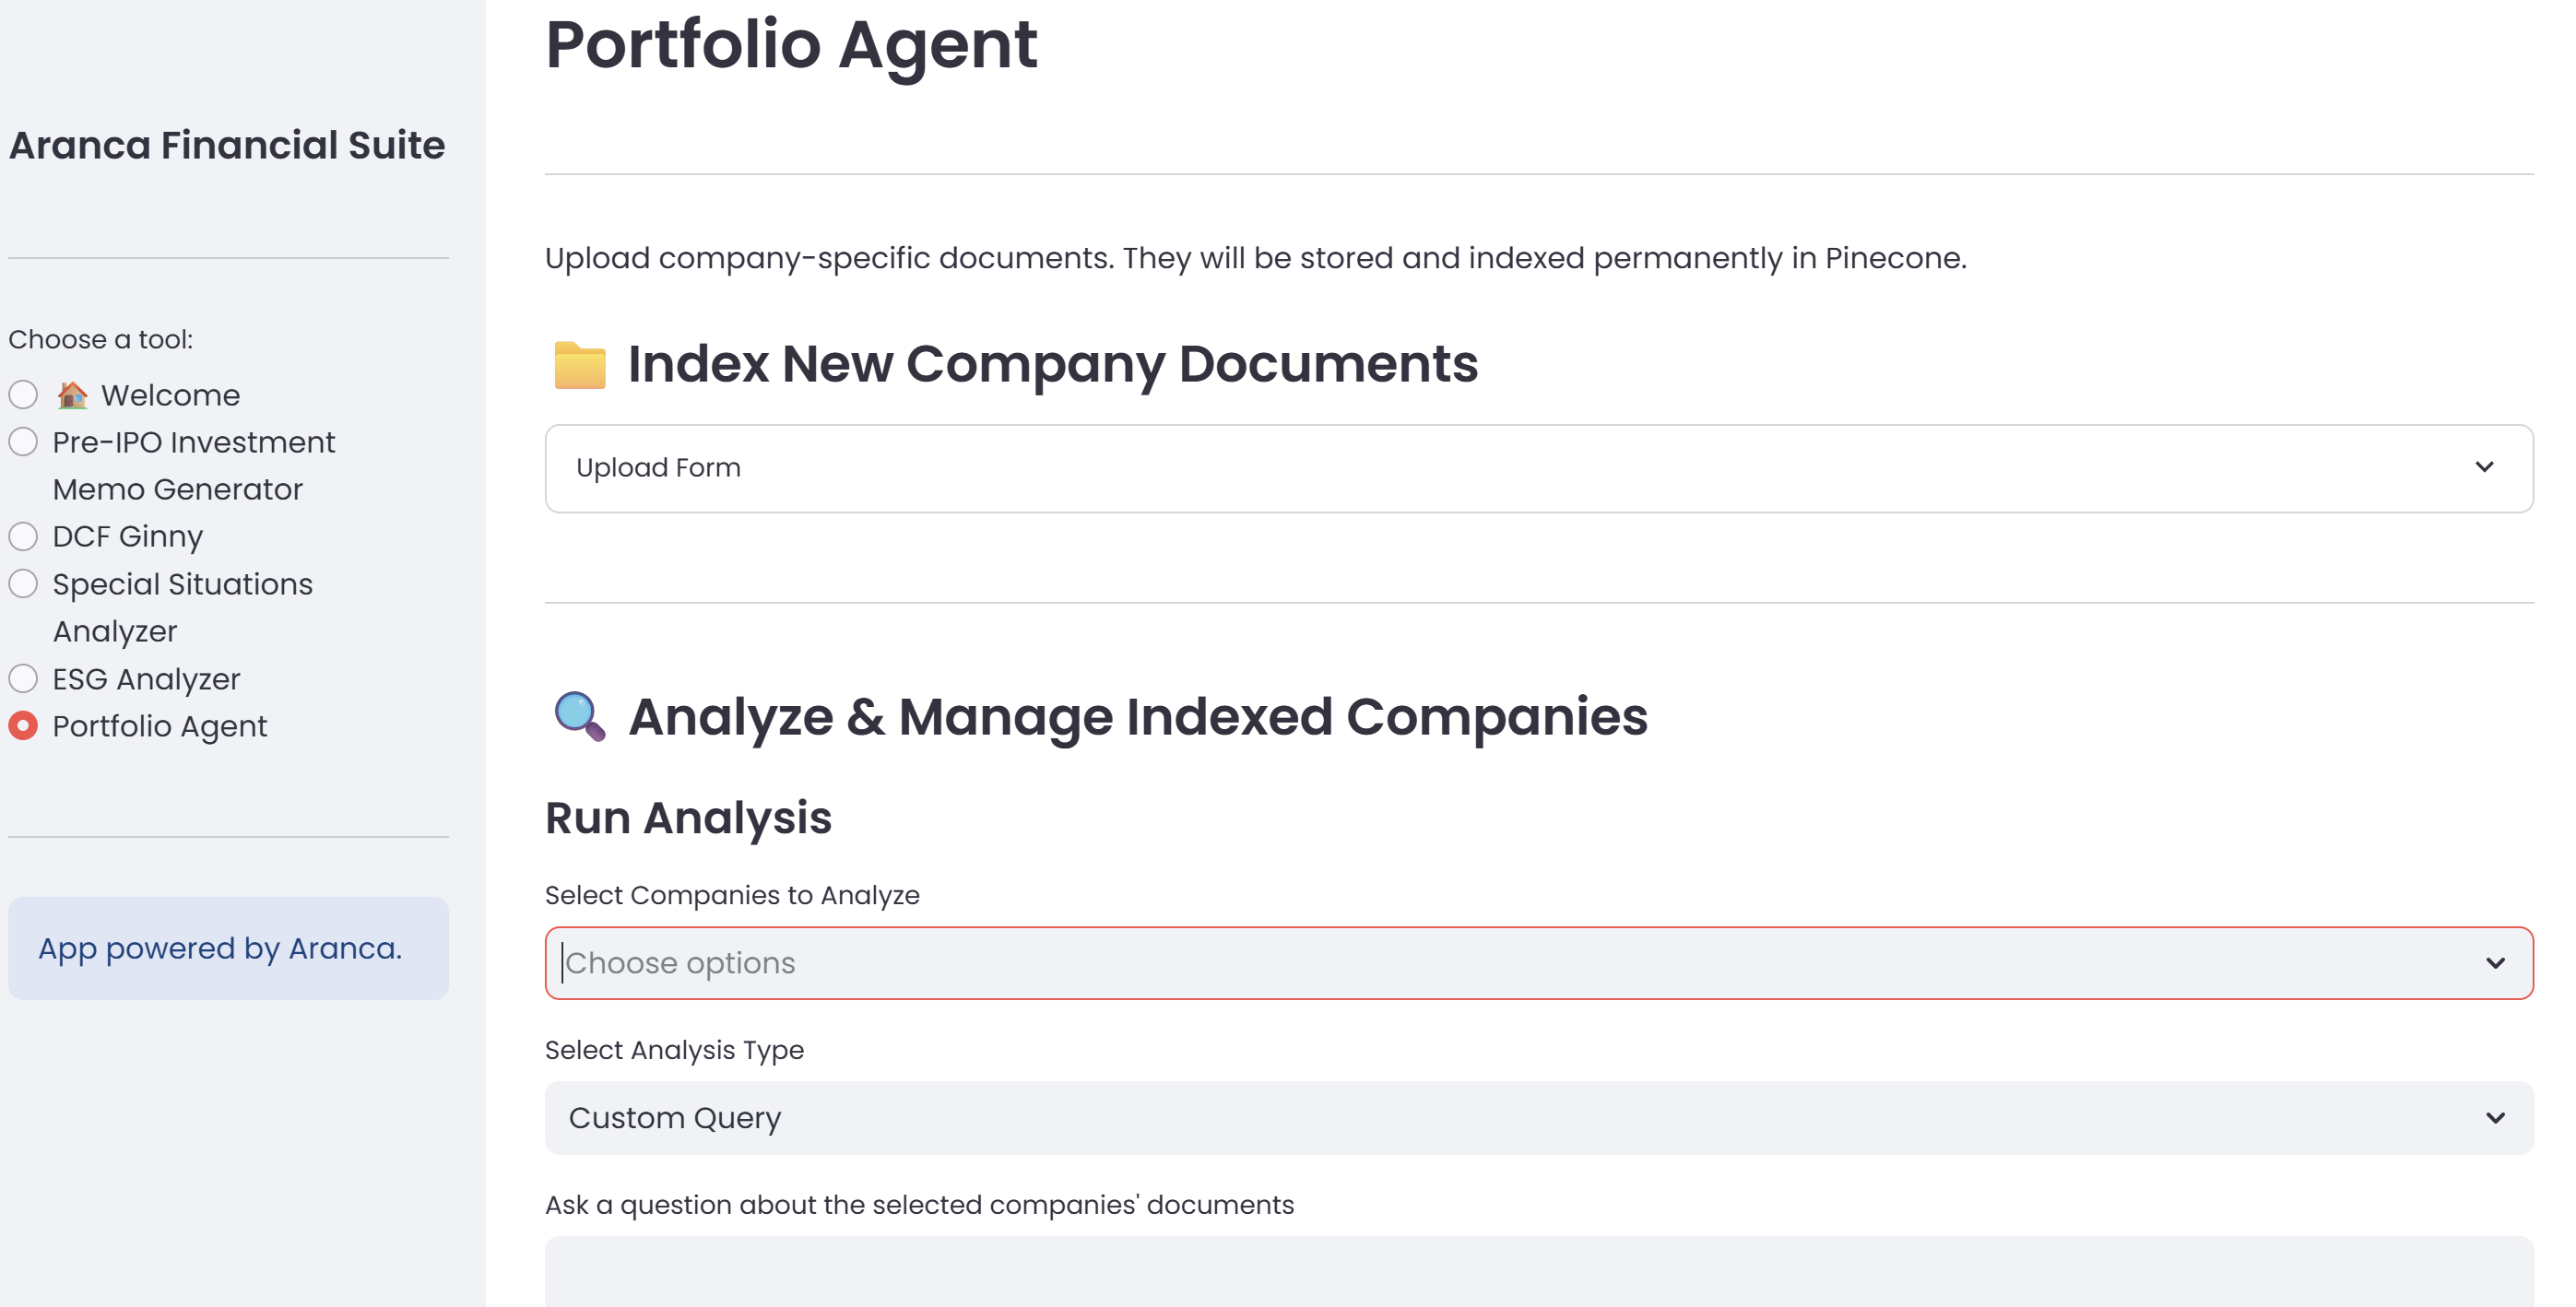 Aranca Financial Suite
Choose a tool:
🏠 Welcome
Pre-IPO Investment
Memo Generator
DCF Ginny
Special Situations
Analyzer
ESG Analyzer
Portfolio Agent
App powered by Aranca.
Portfolio Agent
Upload company-specific documents. They will be stored and indexed permanently in Pinecone.
📁 Index New Company Documents
Upload Form
🔍 Analyze & Manage Indexed Companies
Run Analysis
Select Companies to Analyze
Choose options
Select Analysis Type
Custom Query
Ask a question about the selected companies' documents